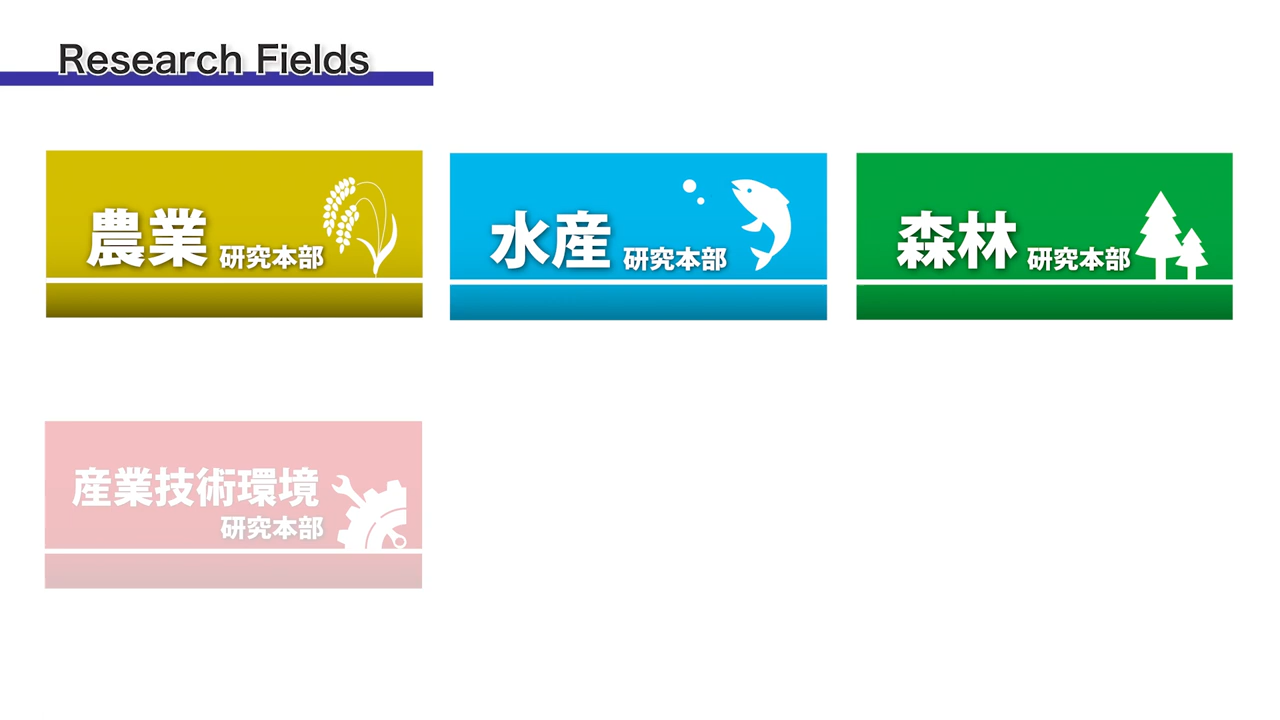 Research Fields
農業 研究本部
水産 研究本部
森林 研究本部
産業技術環境
研究本部